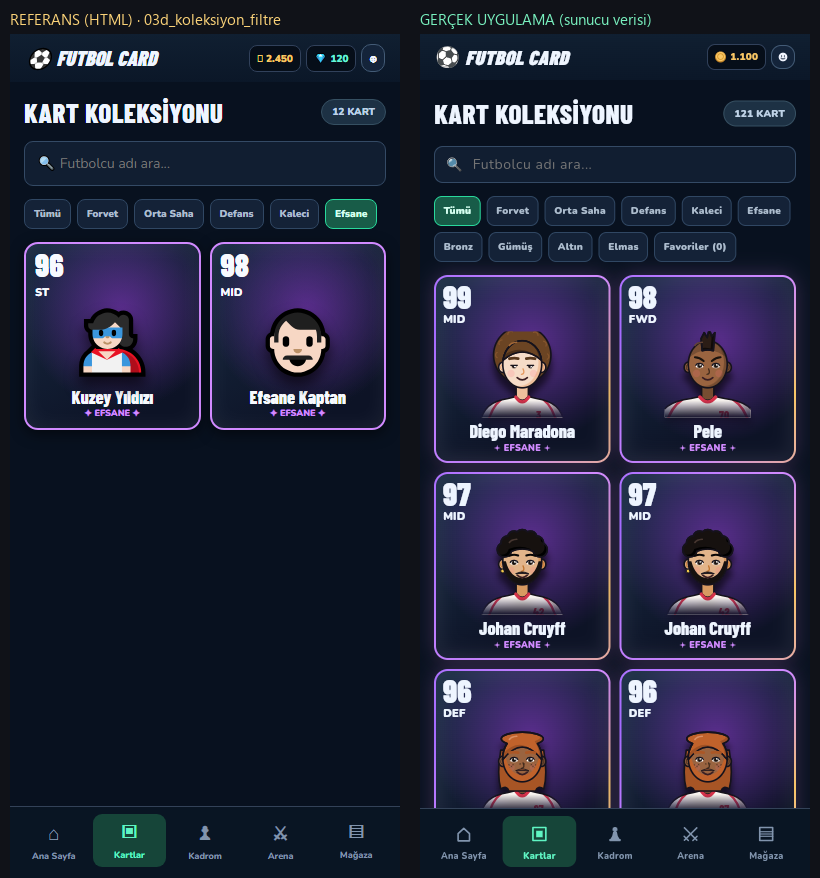 REFERANS (HTML) · 03d_koleksiyon_filtre
FUTBOL CARD
2.450
120
KART KOLEKSİYONU
12 KART
Futbolcu adı ara...
Tümü
Forvet
Orta Saha
Defans
Kaleci
Efsane
96
ST
Kuzey Yıldızı
✦ EFSANE ✦
98
MID
Efsane Kaptan
✦ EFSANE ✦
Ana Sayfa
Kartlar
Kadrom
Arena
Mağaza
GERÇEK UYGULAMA (sunucu verisi)
FUTBOL CARD
1.100
KART KOLEKSİYONU
121 KART
Futbolcu adı ara...
Tümü
Forvet
Orta Saha
Defans
Kaleci
Efsane
Bronz
Gümüş
Altın
Elmas
Favoriler (0)
99
MID
Diego Maradona
✦ EFSANE ✦
98
FWD
Pele
✦ EFSANE ✦
97
MID
Johan Cruyff
✦ EFSANE ✦
97
MID
Johan Cruyff
✦ EFSANE ✦
96
DEF
96
DEF
Ana Sayfa
Kartlar
Kadrom
Arena
Mağaza